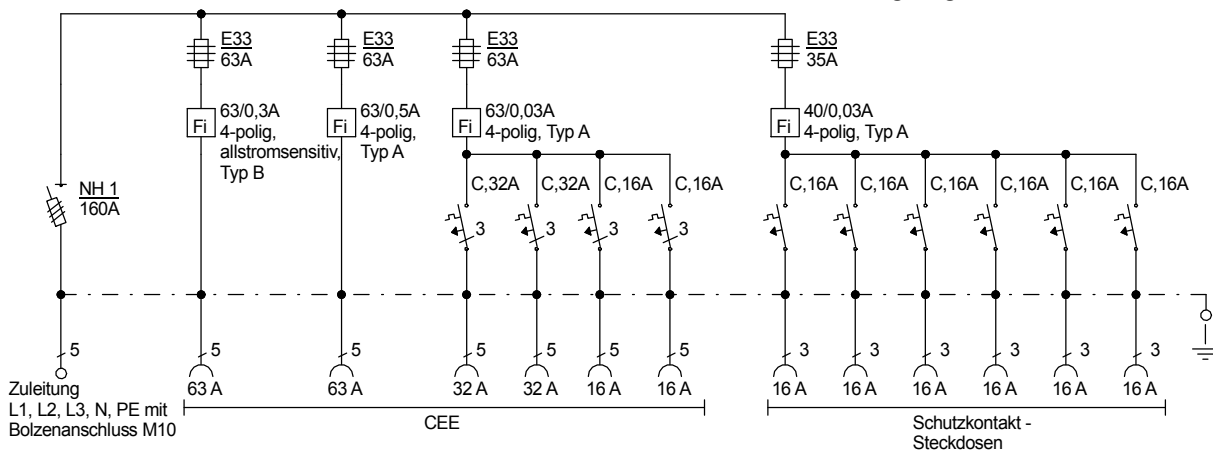 E33
63A
E33
63A
E33
63A
E33
35A
Fi
63/0,3A
4-polig,
allstromsensitiv,
Typ B
Fi
63/0,5A
4-polig,
Typ A
Fi
63/0,03A
4-polig, Typ A
Fi
40/0,03A
4-polig, Typ A
NH 1
160A
C,32A C,32A C,16A C,16A C,16A C,16A C,16A C,16A C,16A C,16A
3 3 3 3
5 5 5 5 5 5 5 3 3 3 3 3 3
63 A 63 A 32 A 32 A 16 A 16 A 16 A 16 A 16 A 16 A 16 A 16 A
Zuleitung
L1, L2, L3, N, PE mit
Bolzenanschluss M10
CEE
Schutzkontakt -
Steckdosen